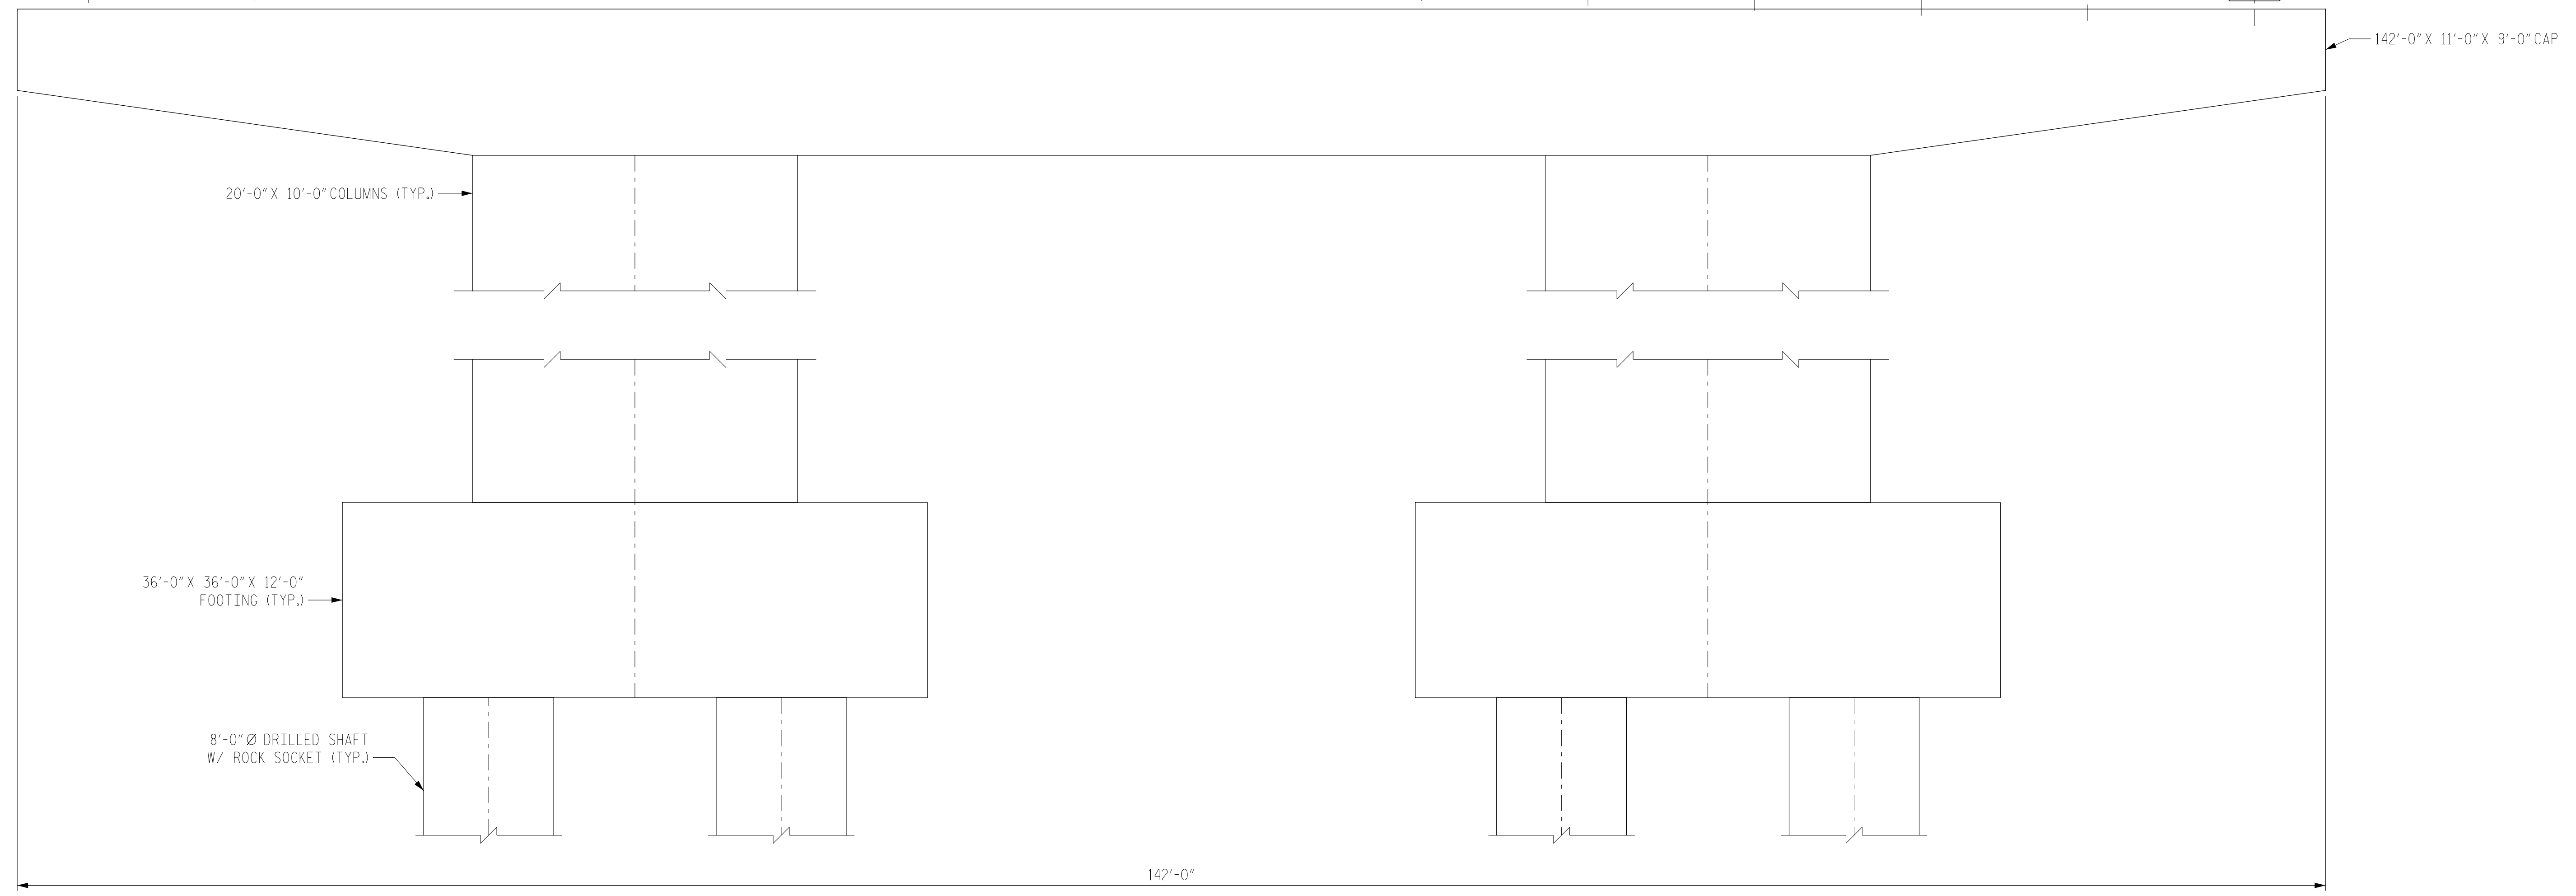 142'-0" X 11'-0" X 9'-0" CAP
20'-0" X 10'-0" COLUMNS (TYP.)
36'-0" X 36'-0" X 12'-0"
FOOTING (TYP.)
8'-0" Ø DRILLED SHAFT
W/ ROCK SOCKET (TYP.)
142'-0"